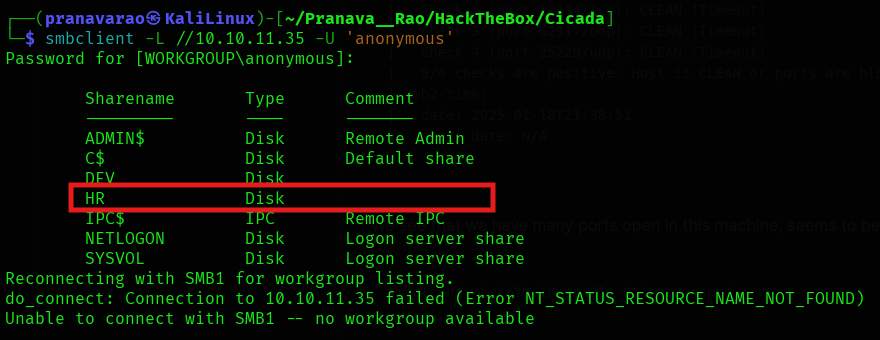 ┌──(pranavarao㉿KaliLinux)-[~/Pranava__Rao/HackTheBox/Cicada]
└─$ smbclient -L //10.10.11.35 -U 'anonymous'
Password for [WORKGROUP\anonymous]:
Sharename Type Comment
--------- ---- -------
ADMIN$ Disk Remote Admin
C$ Disk Default share
DEV Disk
HR Disk
IPC$ IPC Remote IPC
NETLOGON Disk Logon server share
SYSVOL Disk Logon server share
Reconnecting with SMB1 for workgroup listing.
do_connect: Connection to 10.10.11.35 failed (Error NT_STATUS_RESOURCE_NAME_NOT_FOUND)
Unable to connect with SMB1 -- no workgroup available